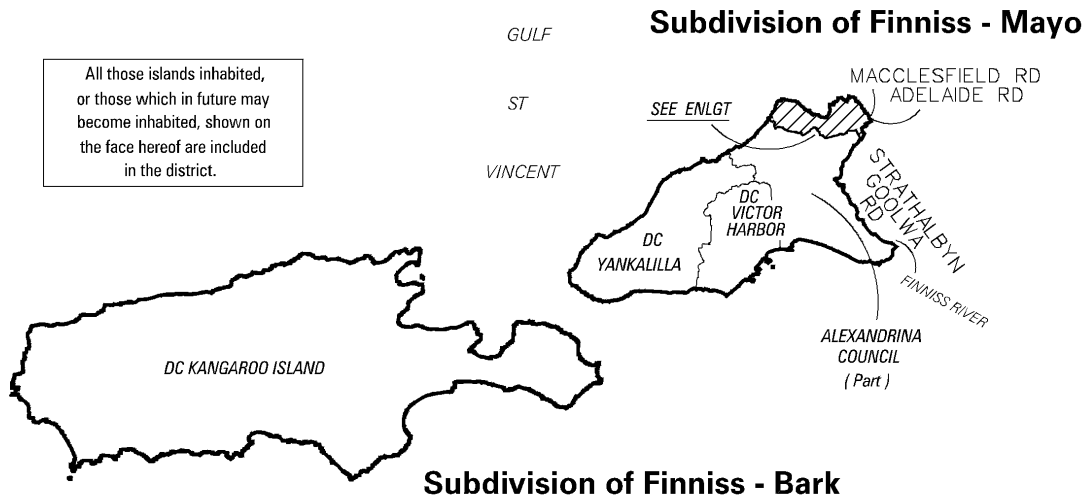 Subdivision of Finniss - Mayo
GULF
ST
VINCENT
All those islands inhabited,
or those which in future may
become inhabited, shown on
the face hereof are included
in the district.
MACCLESFIELD RD
ADELAIDE RD
SEE ENLGT
STRATHALBYN
GOOLWA
RD
DC
VICTOR
HARBOR
DC
YANKALILLA
FINNISS RIVER
ALEXANDRINA
COUNCIL
( Part )
DC KANGAROO ISLAND
Subdivision of Finniss - Bark